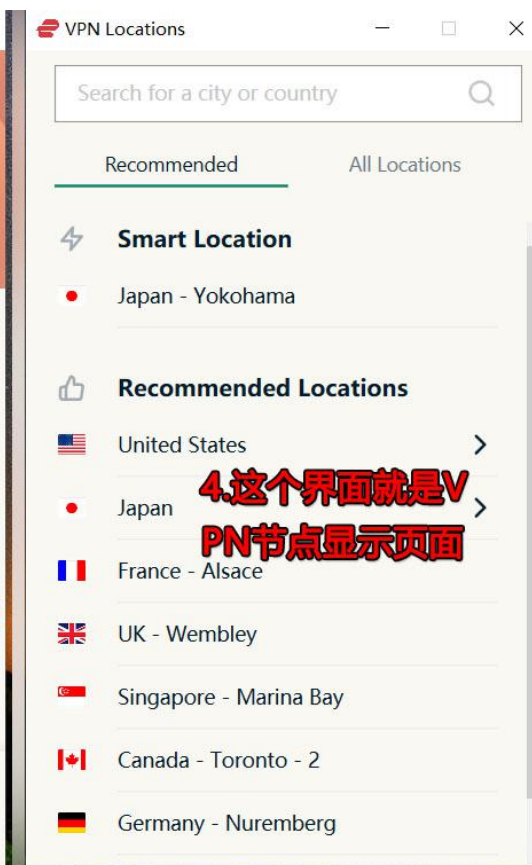 VPN Locations
Search for a city or country
Recommended
All Locations
Smart Location
Japan - Yokohama
Recommended Locations
United States
4.这个界面就是V
Japan
PN节点显示页面
France - Alsace
UK - Wembley
Singapore - Marina Bay
Canada - Toronto - 2
Germany - Nuremberg